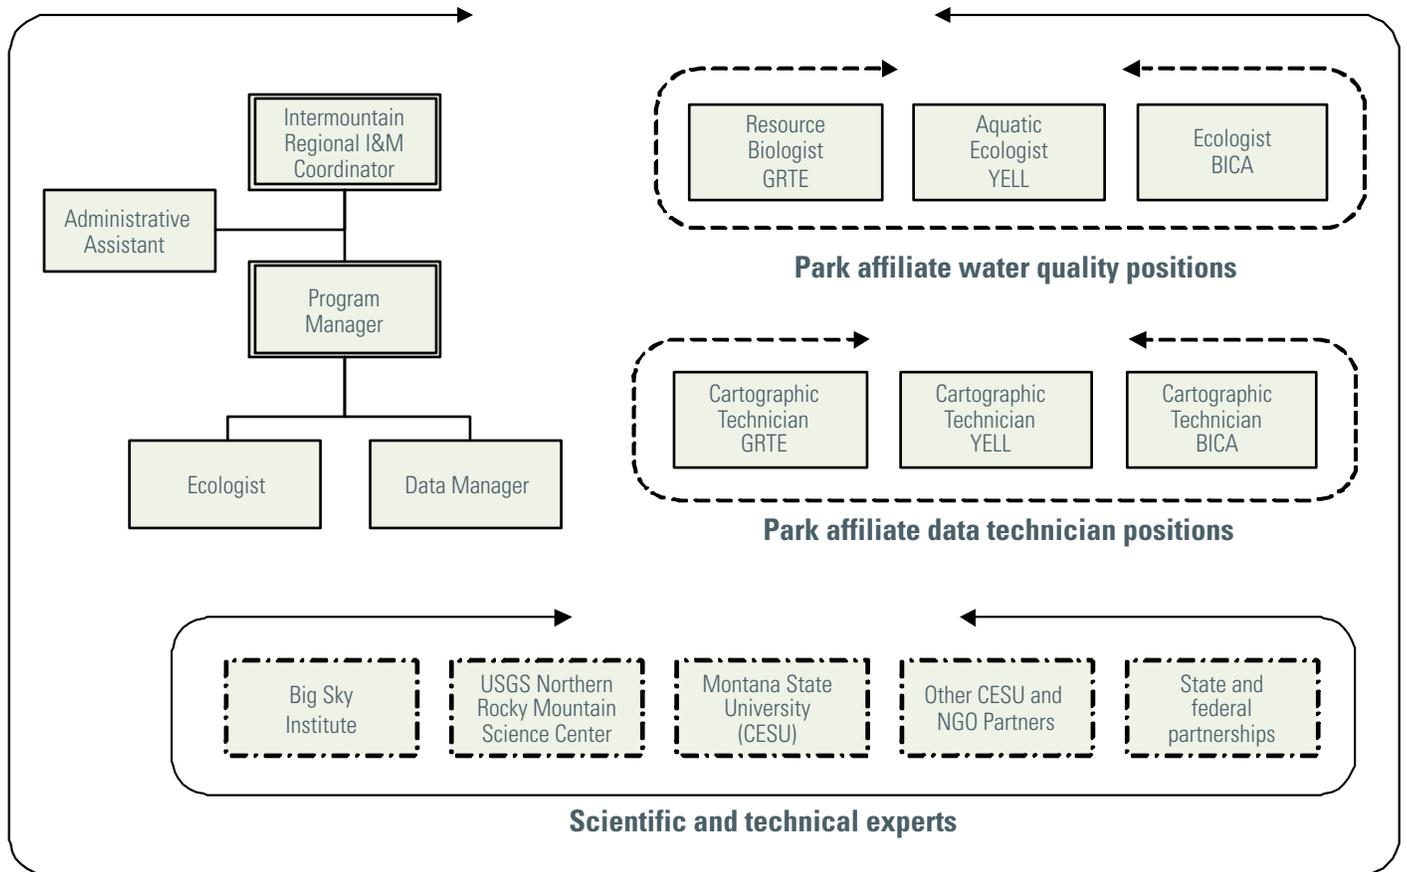 Intermountain
Regional I&M
Coordinator
Administrative
Assistant
Program
Manager
Ecologist
Data Manager
Resource
Biologist
GRTE
Aquatic
Ecologist
YELL
Ecologist
BICA
Park affiliate water quality positions
Cartographic
Technician
GRTE
Cartographic
Technician
YELL
Cartographic
Technician
BICA
Park affiliate data technician positions
Big Sky
Institute
USGS Northern
Rocky Mountain
Science Center
Montana State
University
(CESU)
Other CESU and
NGO Partners
State and
federal
partnerships
Scientific and technical experts